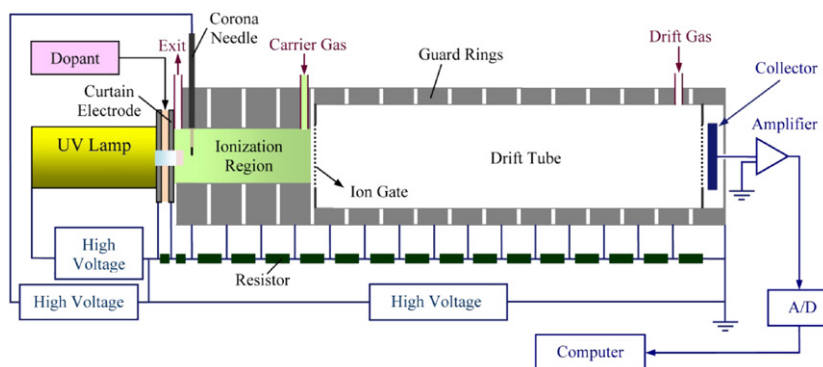 Corona
Needle
Exit
Carrier Gas
Drift Gas
Guard Rings
Collector
Dopant
Curtain
Electrode
Amplifier
UV Lamp
Ionization
Region
Drift Tube
Ion Gate
High
Voltage
Resistor
High Voltage
High Voltage
A/D
Computer